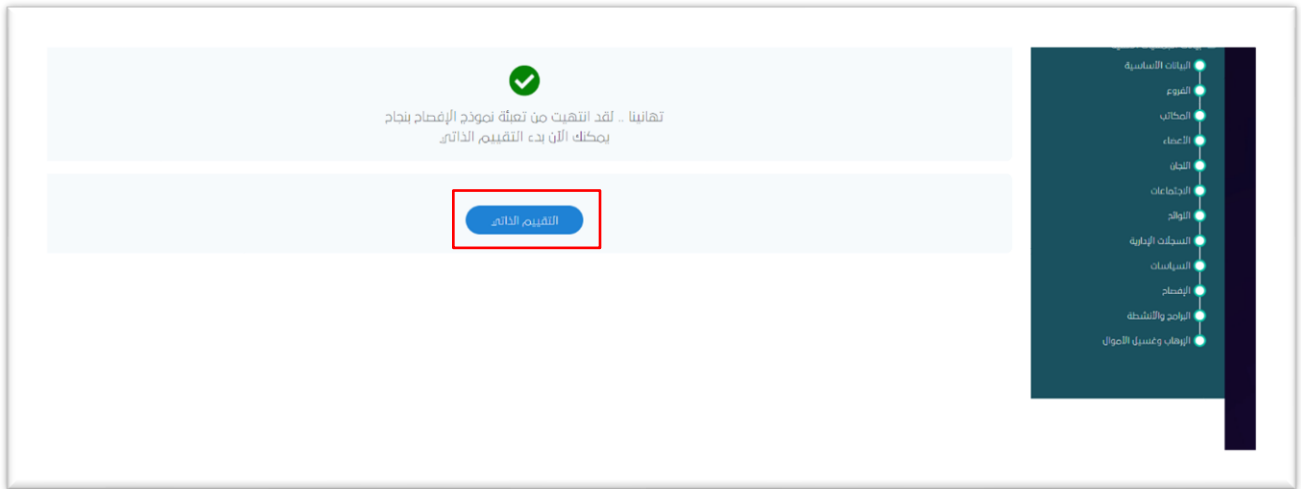 البيانات الأساسية
الفروع
المكاتب
الأعضاء
اللجان
الاجتماعات
اللوائح
السجلات الإدارية
السياسات
الإفصاح
البرامج والأنشطة
الإرهاب وغسيل الأموال
تهانينا .. لقد انتهيت من تعبئة نموذج الإفصاح بنجاح
يمكنك الآن بدء التقييم الذاتي
التقييم الذاتي